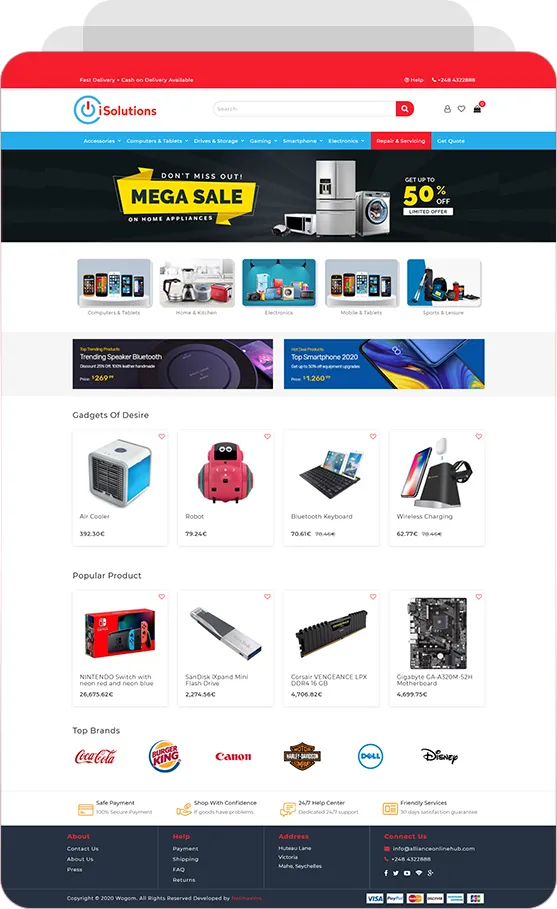 Fast Delivery + Cash on Delivery Available
Help
+248 4322888
iSolutions
Search
0
Accessories
Computers & Tablets
Drives & Storage
Gaming
Smartphone
Electronics
Repair & Servicing
Get Quote
DON'T MISS OUT!
MEGA SALE
ON HOME APPLIANCES
GET UP TO
50% OFF
LIMITED OFFER
Computers & Tablets
Home & Kitchen
Electronics
Mobile & Tablets
Sports & Leisure
Top Trending Products
Trending Speaker Bluetooth
Discount 25% Off, 100% leather handmade
Price: $269.99
Hot Deal Products
Top Smartphone 2020
Get up to 50% off equipment upgrades
Price: $1.260.99
Gadgets Of Desire
Air Cooler
392.30€
Robot
79.24€
Bluetooth Keyboard
70.61€ 78.46€
Wireless Charging
62.77€ 78.46€
Popular Product
NINTENDO Switch with
neon red and neon blue
26,675.62€
SanDisk iXpand Mini
Flash Drive
2,274.56€
Corsair VENGEANCE LPX
DDR4 16 GB
4,706.82€
Gigabyte GA-A320M-S2H
Motherboard
4,699.75€
Top Brands
Coca-Cola
BURGER
KING
Canon
HARLEY-DAVIDSON
DELL
Disney
Safe Payment
100% Secure Payment
Shop With Confidence
If goods have problems
24/7 Help Center
Dedicated 24/7 support
Friendly Services
30 days satisfaction guarantee
About
Contact Us
About Us
Press
Help
Payment
Shipping
FAQ
Returns
Address
Huteau Lane
Victoria
Mahe, Seychelles
Connect Us
info@allianceonlinehub.com
+248 4322888
Copyright © 2020 Wogom. All Rights Reserved Developed by
VISA
PayPal
DISCOVER